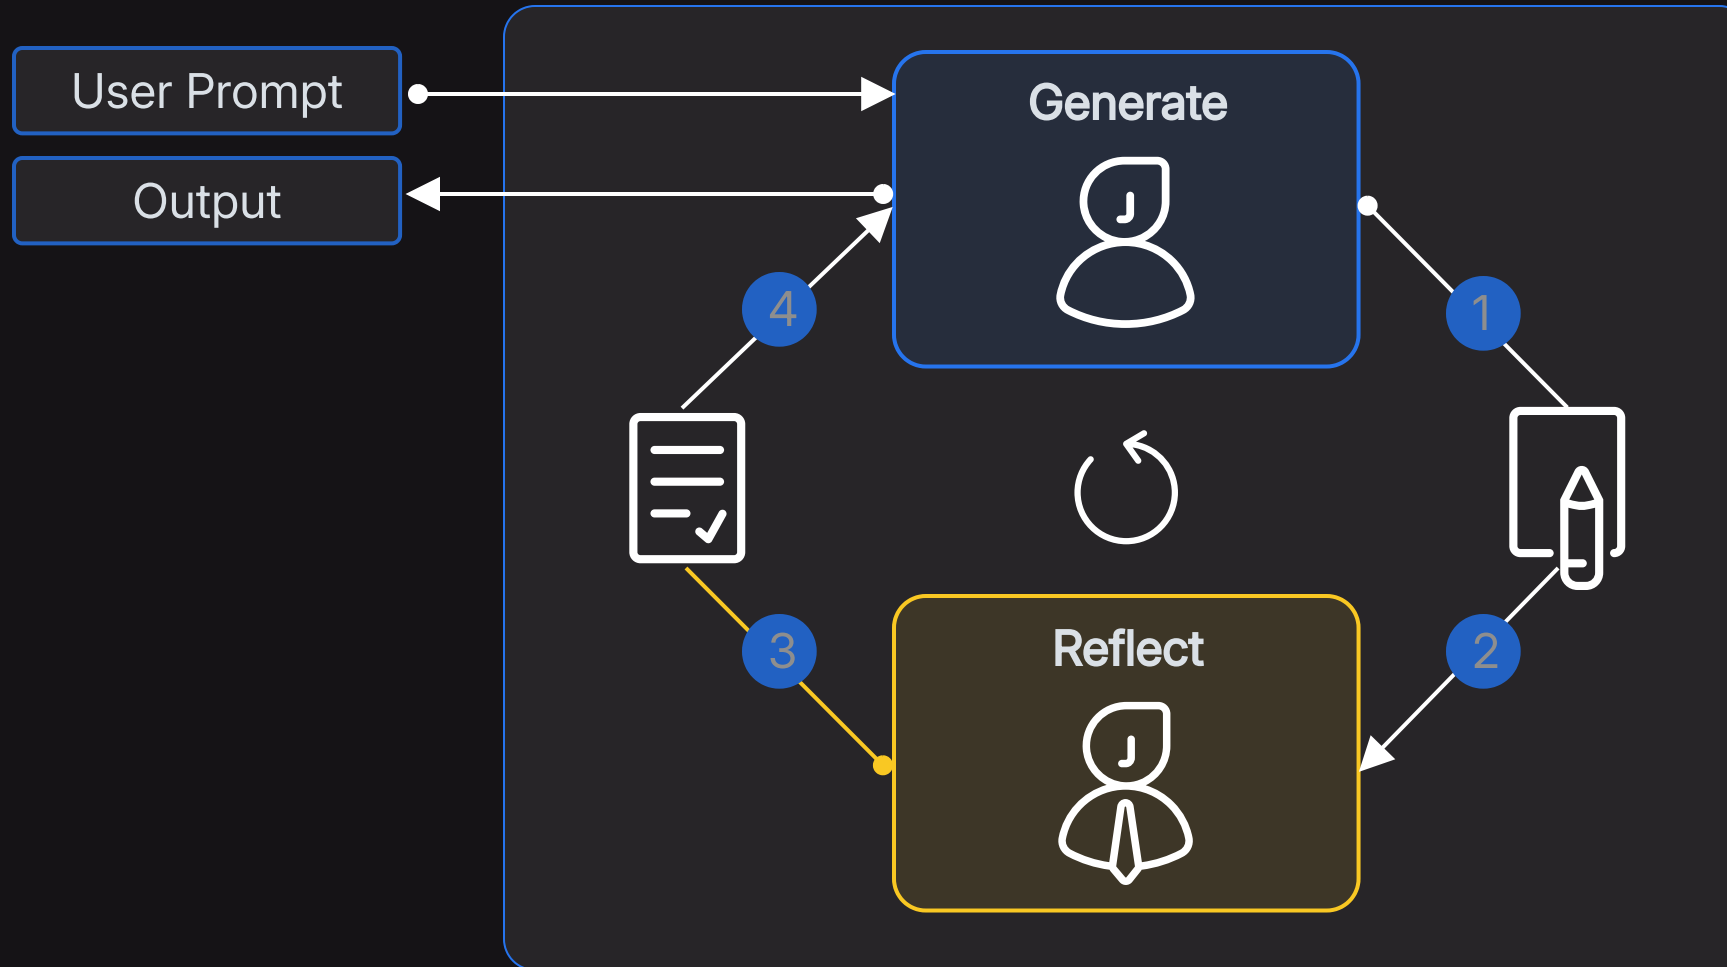 User Prompt
Output
Generate
4
1
3
2
Reflect